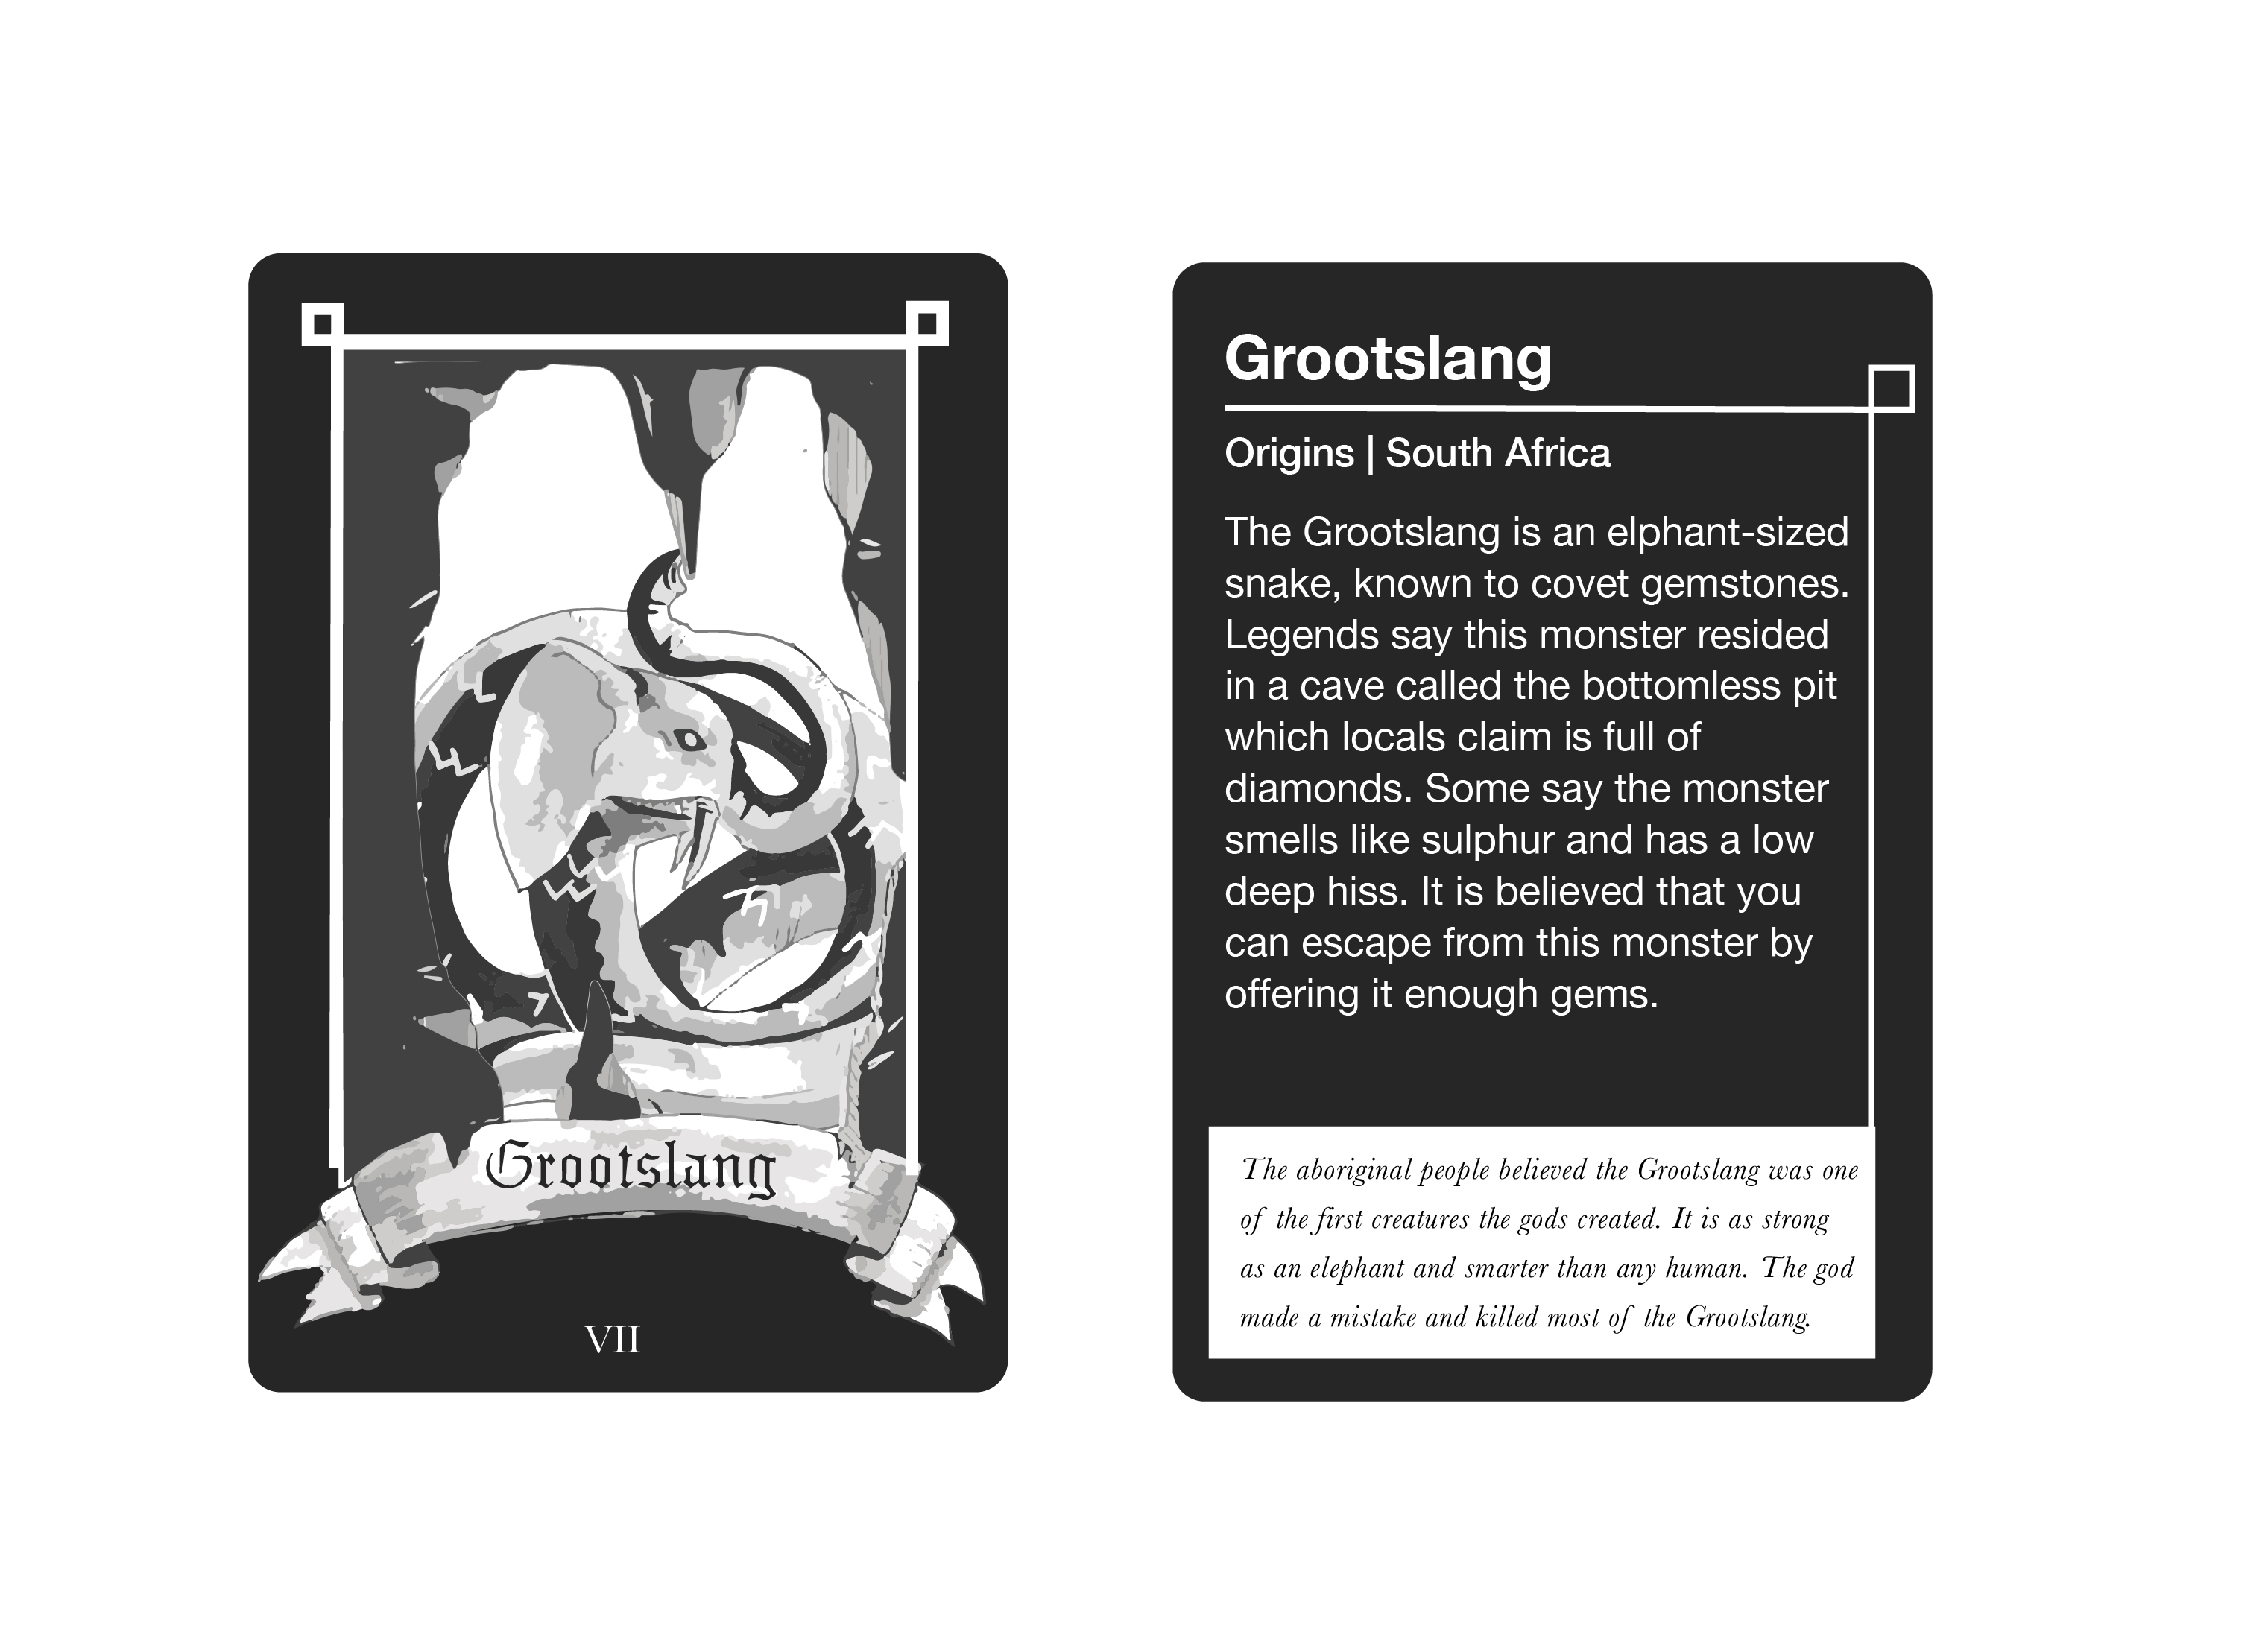 Grootslang
VII
Grootslang
Origins | South Africa
The Grootslang is an elphant-sized
snake, known to covet gemstones.
Legends say this monster resided
in a cave called the bottomless pit
which locals claim is full of
diamonds. Some say the monster
smells like sulphur and has a low
deep hiss. It is believed that you
can escape from this monster by
offering it enough gems.
The aboriginal people believed the Grootslang was one
of the first creatures the gods created. It is as strong
as an elephant and smarter than any human. The god
made a mistake and killed most of the Grootslang.